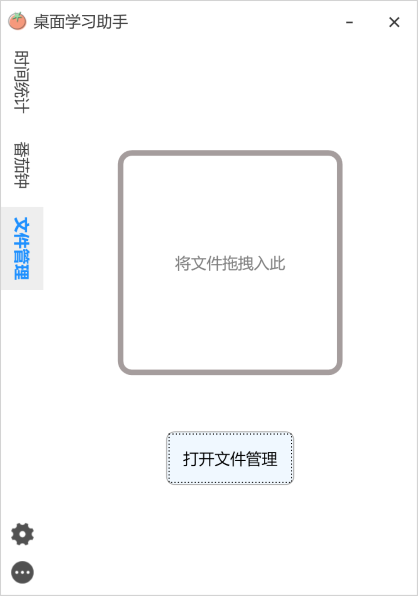 桌面学习助手
时间统计
番茄钟
文件管理
将文件拖拽入此
打开文件管理